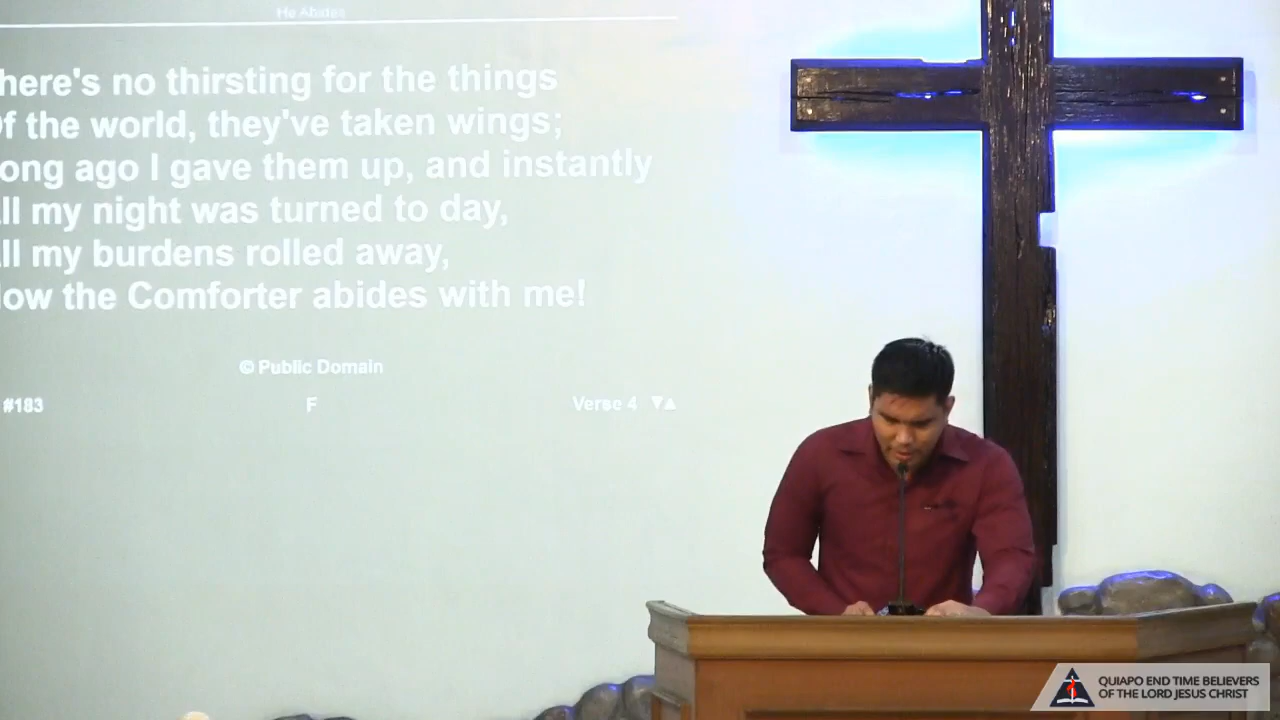 He Abides
here's no thirsting for the things
Of the world, they've taken wings;
ong ago I gave them up, and instantly
ll my night was turned to day,
ll my burdens rolled away,
ow the Comforter abides with me!
© Public Domain
#183 F Verse 4 ▼▲
QUIAPO END TIME BELIEVERS
OF THE LORD JESUS CHRIST